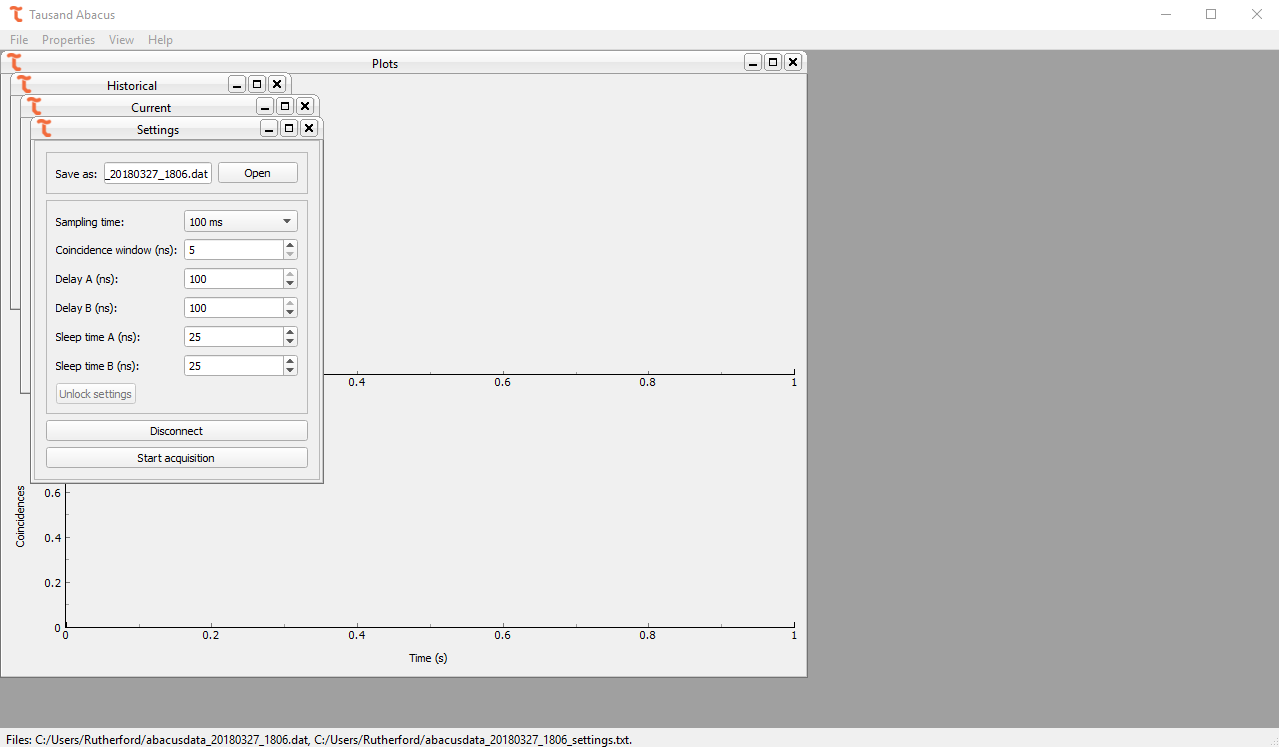 Tausand Abacus
File Properties View Help
Plots
Historical
Current
Settings
Save as: _20180327_1806.dat Open
Sampling time: 100 ms
Coincidence window (ns): 5
Delay A (ns): 100
Delay B (ns): 100
Sleep time A (ns): 25
Sleep time B (ns): 25
Unlock settings
Disconnect
Start acquisition
0.4 0.6 0.8 1
Coincidences
0.6
0.4
0.2
0
0 0.2 0.4 0.6 0.8 1
Time (s)
Files: C:/Users/Rutherford/abacusdata_20180327_1806.dat, C:/Users/Rutherford/abacusdata_20180327_1806_settings.txt.